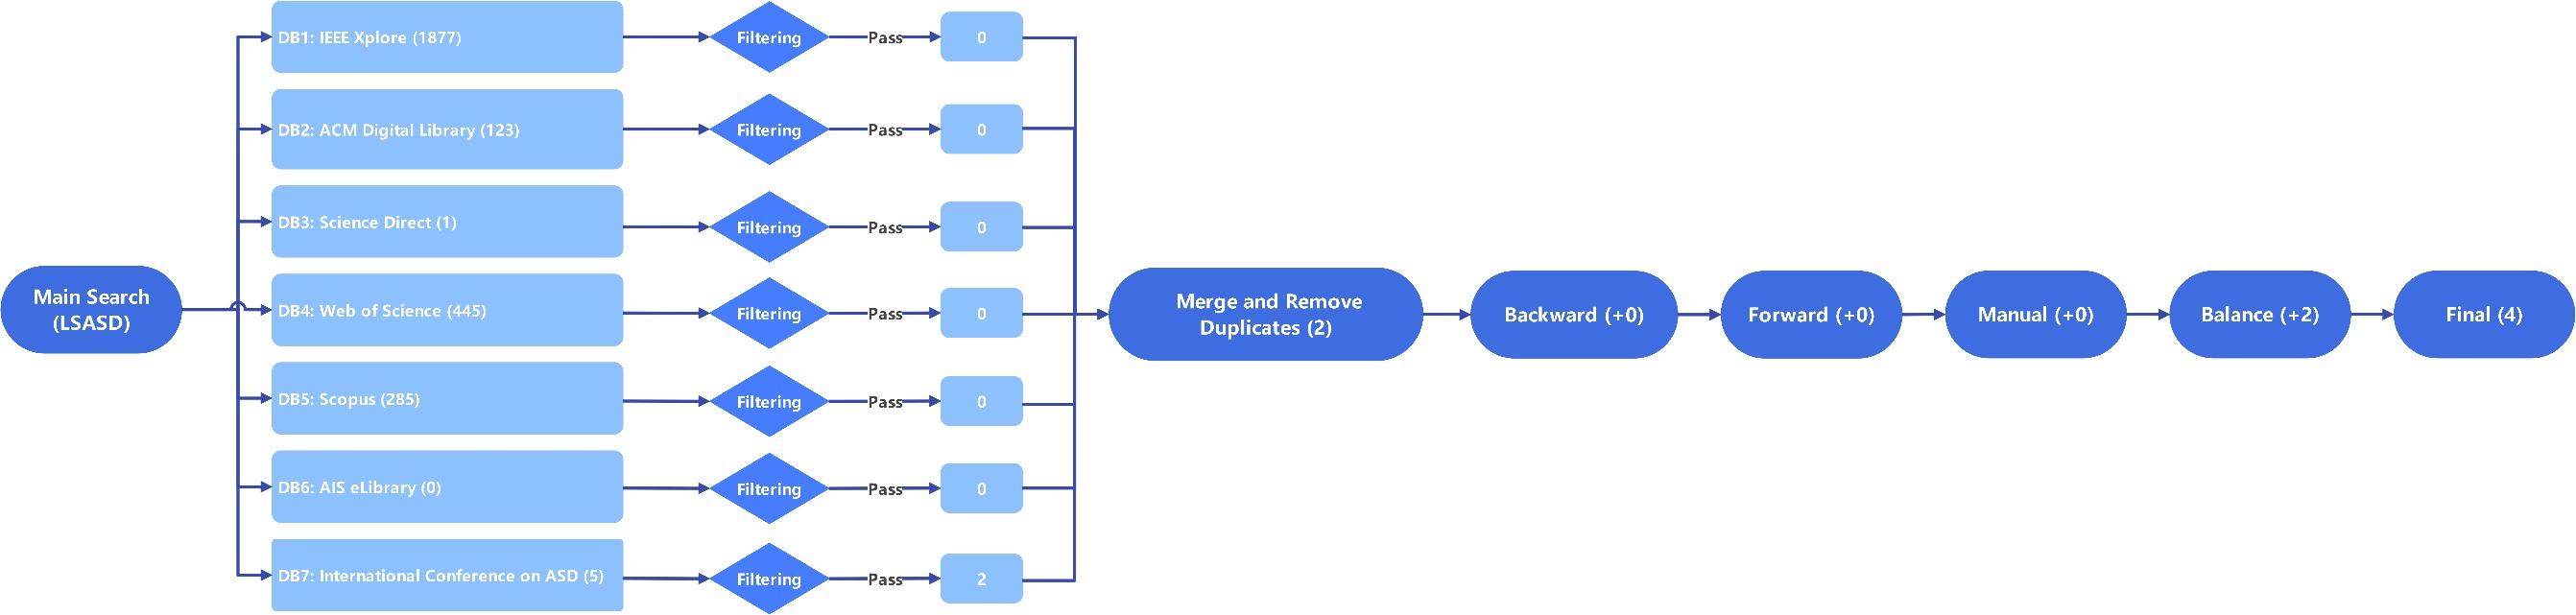 Main Search
(LSASD)
DB1: IEEE Xplore (1877)
Filtering
Pass
0
DB2: ACM Digital Library (123)
Filtering
Pass
0
DB3: Science Direct (1)
Filtering
Pass
0
DB4: Web of Science (445)
Filtering
Pass
0
DB5: Scopus (285)
Filtering
Pass
0
DB6: AIS eLibrary (0)
Filtering
Pass
0
DB7: International Conference on ASD (5)
Filtering
Pass
2
Merge and Remove
Duplicates (2)
Backward (+0)
Forward (+0)
Manual (+0)
Balance (+2)
Final (4)